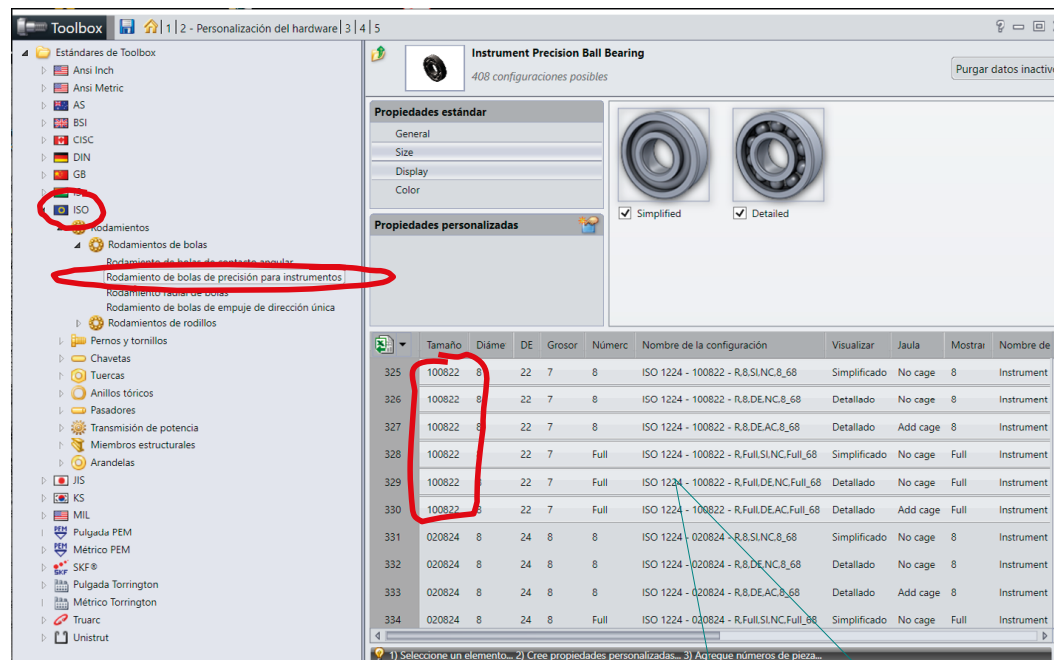 Toolbox 1 2 - Personalización del hardware 3 4 5
Estándares de Toolbox
Ansi Inch
Ansi Metric
AS
BSI
CISC
DIN
GB
ISO
Rodamientos
Rodamientos de bolas
Rodamiento de bolas de contacto angular
Rodamiento de bolas de precisión para instrumentos
Rodamiento radial de bolas
Rodamiento de bolas de empuje de dirección única
Rodamientos de rodillos
Pernos y tornillos
Chavetas
Tuercas
Anillos tóricos
Pasadores
Transmisión de potencia
Miembros estructurales
Arandelas
JIS
KS
MIL
PEM Pulgada PEM
PEM Métrico PEM
SKF SKF®
Pulgada Torrington
Métrico Torrington
Truarc
Unistrut
Instrument Precision Ball Bearing
408 configuraciones posibles
Purgar datos inactiv
Propiedades estándar
General
Size
Display
Color
Propiedades personalizadas
Simplified Detailed
Tamaño Diáme DE Grosor Númerc Nombre de la configuración Visualizar Jaula Mostrar Nombre de
325 100822 8 22 7 8 ISO 1224 - 100822 - R,8,SI,NC,8_68 Simplificado No cage 8 Instrument
326 100822 8 22 7 8 ISO 1224 - 100822 - R,8,DE,NC,8_68 Detallado No cage 8 Instrument
327 100822 8 22 7 8 ISO 1224 - 100822 - R,8,DE,AC,8_68 Detallado Add cage 8 Instrument
328 100822 8 22 7 Full ISO 1224 - 100822 - R,Full,SI,NC,Full_68 Simplificado No cage Full Instrument
329 100822 8 22 7 Full ISO 1224 - 100822 - R,Full,DE,NC,Full_68 Detallado No cage Full Instrument
330 100822 8 22 7 Full ISO 1224 - 100822 - R,Full,DE,AC,Full_68 Detallado Add cage Full Instrument
331 020824 8 24 8 8 ISO 1224 - 020824 - R,8,SI,NC,8_68 Simplificado No cage 8 Instrument
332 020824 8 24 8 8 ISO 1224 - 020824 - R,8,DE,NC,8_68 Detallado No cage 8 Instrument
333 020824 8 24 8 8 ISO 1224 - 020824 - R,8,DE,AC,8_68 Detallado Add cage 8 Instrument
334 020824 8 24 8 Full ISO 1224 - 020824 - R,Full,SI,NC,Full_68 Simplificado No cage Full Instrument
1) Seleccione un elemento... 2) Cree propiedades personalizadas... 3) Agregue números de pieza...